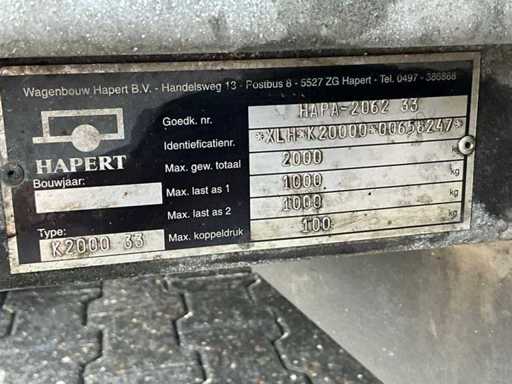 Wagenbouw Hapert B.V. - Handelsweg 13 - Postbus 8 - 5527 ZG Hapert - Tel. 0497 - 386868
HAPERT
Goedk. nr. HAPA-2062 33
Identificatienr. *XLH*K20000*00658247*
Max. gew. totaal 2000 kg
Bouwjaar:
Max. last as 1 1000 kg
Max. last as 2 1000 kg
Type: K2000 33
Max. koppeldruk 100 kg